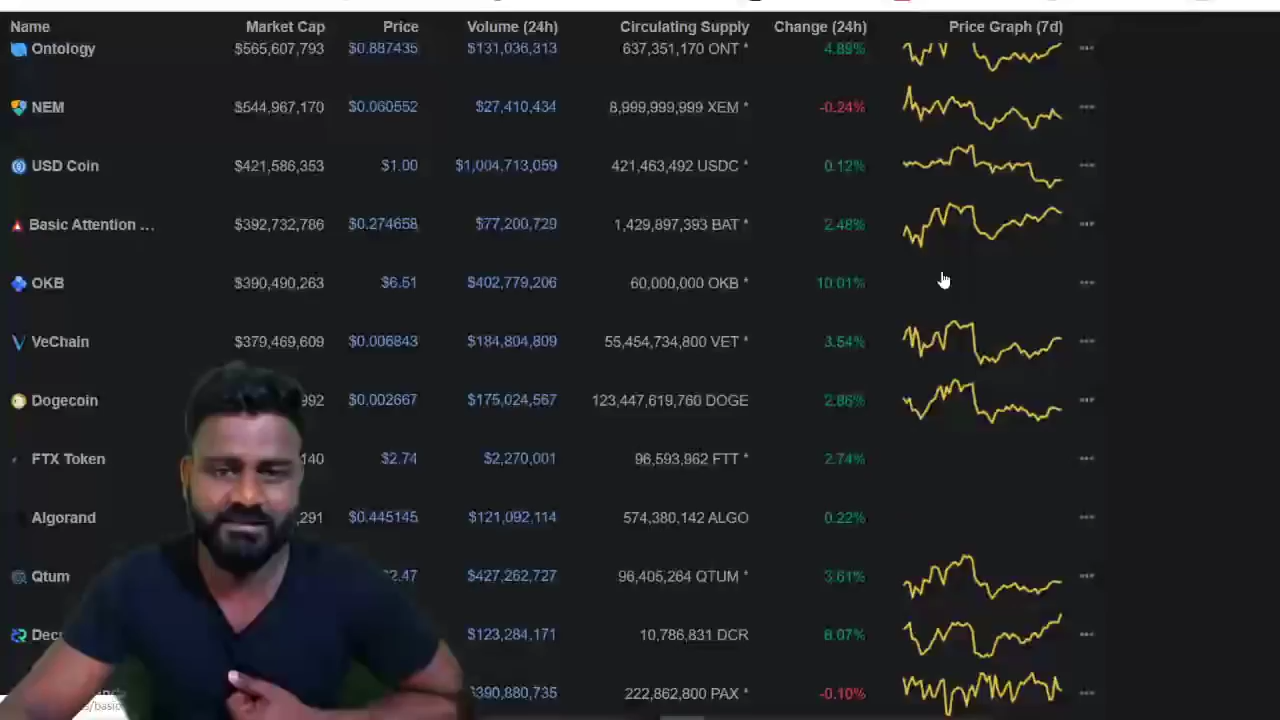 Name Market Cap Price Volume (24h) Circulating Supply Change (24h) Price Graph (7d)
Ontology $565,607,793 $0.887435 $131,036,313 637,351,170 ONT * 4.89%
NEM $544,967,170 $0.060552 $27,410,434 8,999,999,999 XEM * -0.24%
USD Coin $421,586,353 $1.00 $1,004,713,059 421,463,492 USDC * 0.12%
Basic Attention ... $392,732,786 $0.274658 $77,200,729 1,429,897,393 BAT * 2.48%
OKB $390,490,263 $6.51 $402,779,206 60,000,000 OKB * 10.01%
VeChain $379,469,609 $0.006843 $184,804,809 55,454,734,800 VET * 3.54%
Dogecoin 992 $0.002667 $175,024,567 123,447,619,760 DOGE 2.86%
FTX Token 140 $2.74 $2,270,001 96,593,962 FTT * 2.74%
Algorand ,291 $0.445145 $121,092,114 574,380,142 ALGO 0.22%
Qtum 2.47 $427,262,727 96,405,264 QTUM * 3.61%
Dec $123,284,171 10,786,831 DCR 8.07%
$390,880,735 222,862,800 PAX * -0.10%